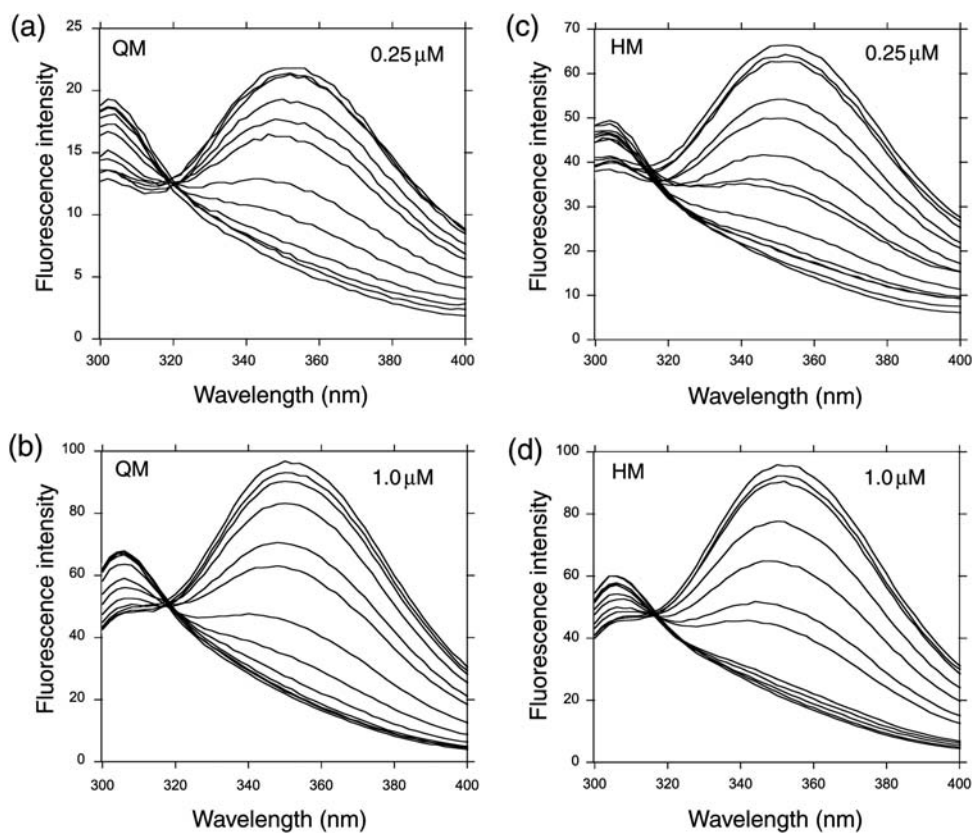 (a)
QM
0.25 μM
Fluorescence intensity
25
20
15
10
5
0
300 320 340 360 380 400
Wavelength (nm)
(c)
HM
0.25 μM
Fluorescence intensity
70
60
50
40
30
20
10
0
300 320 340 360 380 400
Wavelength (nm)
(b)
QM
1.0 μM
Fluorescence intensity
100
80
60
40
20
0
300 320 340 360 380 400
Wavelength (nm)
(d)
HM
1.0 μM
Fluorescence intensity
100
80
60
40
20
0
300 320 340 360 380 400
Wavelength (nm)